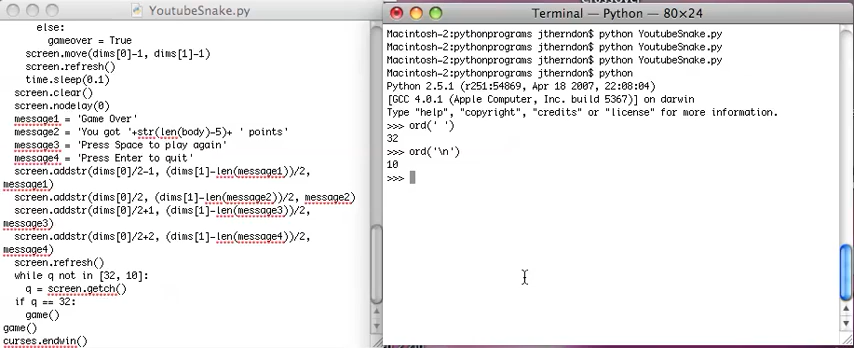 YoutubeSnake.py
else:
gameover = True
screen.move(dims[0]-1, dims[1]-1)
screen.refresh()
time.sleep(0.1)
screen.clear()
screen.nodelay(0)
message1 = 'Game Over'
message2 = 'You got '+str(len(body)-5)+ ' points'
message3 = 'Press Space to play again'
message4 = 'Press Enter to quit'
screen.addstr(dims[0]/2-1, (dims[1]-len(message1))/2,
message1)
screen.addstr(dims[0]/2, (dims[1]-len(message2))/2, message2)
screen.addstr(dims[0]/2+1, (dims[1]-len(message3))/2,
message3)
screen.addstr(dims[0]/2+2, (dims[1]-len(message4))/2,
message4)
screen.refresh()
while q not in [32, 10]:
q = screen.getch()
if q == 32:
game()
game()
curses.endwin()
Terminal — Python — 80×24
Macintosh-2:pythonprograms jtherndon$ python YoutubeSnake.py
Macintosh-2:pythonprograms jtherndon$ python YoutubeSnake.py
Macintosh-2:pythonprograms jtherndon$ python YoutubeSnake.py
Macintosh-2:pythonprograms jtherndon$ python
Python 2.5.1 (r251:54869, Apr 18 2007, 22:08:04)
[GCC 4.0.1 (Apple Computer, Inc. build 5367)] on darwin
Type "help", "copyright", "credits" or "license" for more information.
>>> ord(' ')
32
>>> ord('\n')
10
>>>